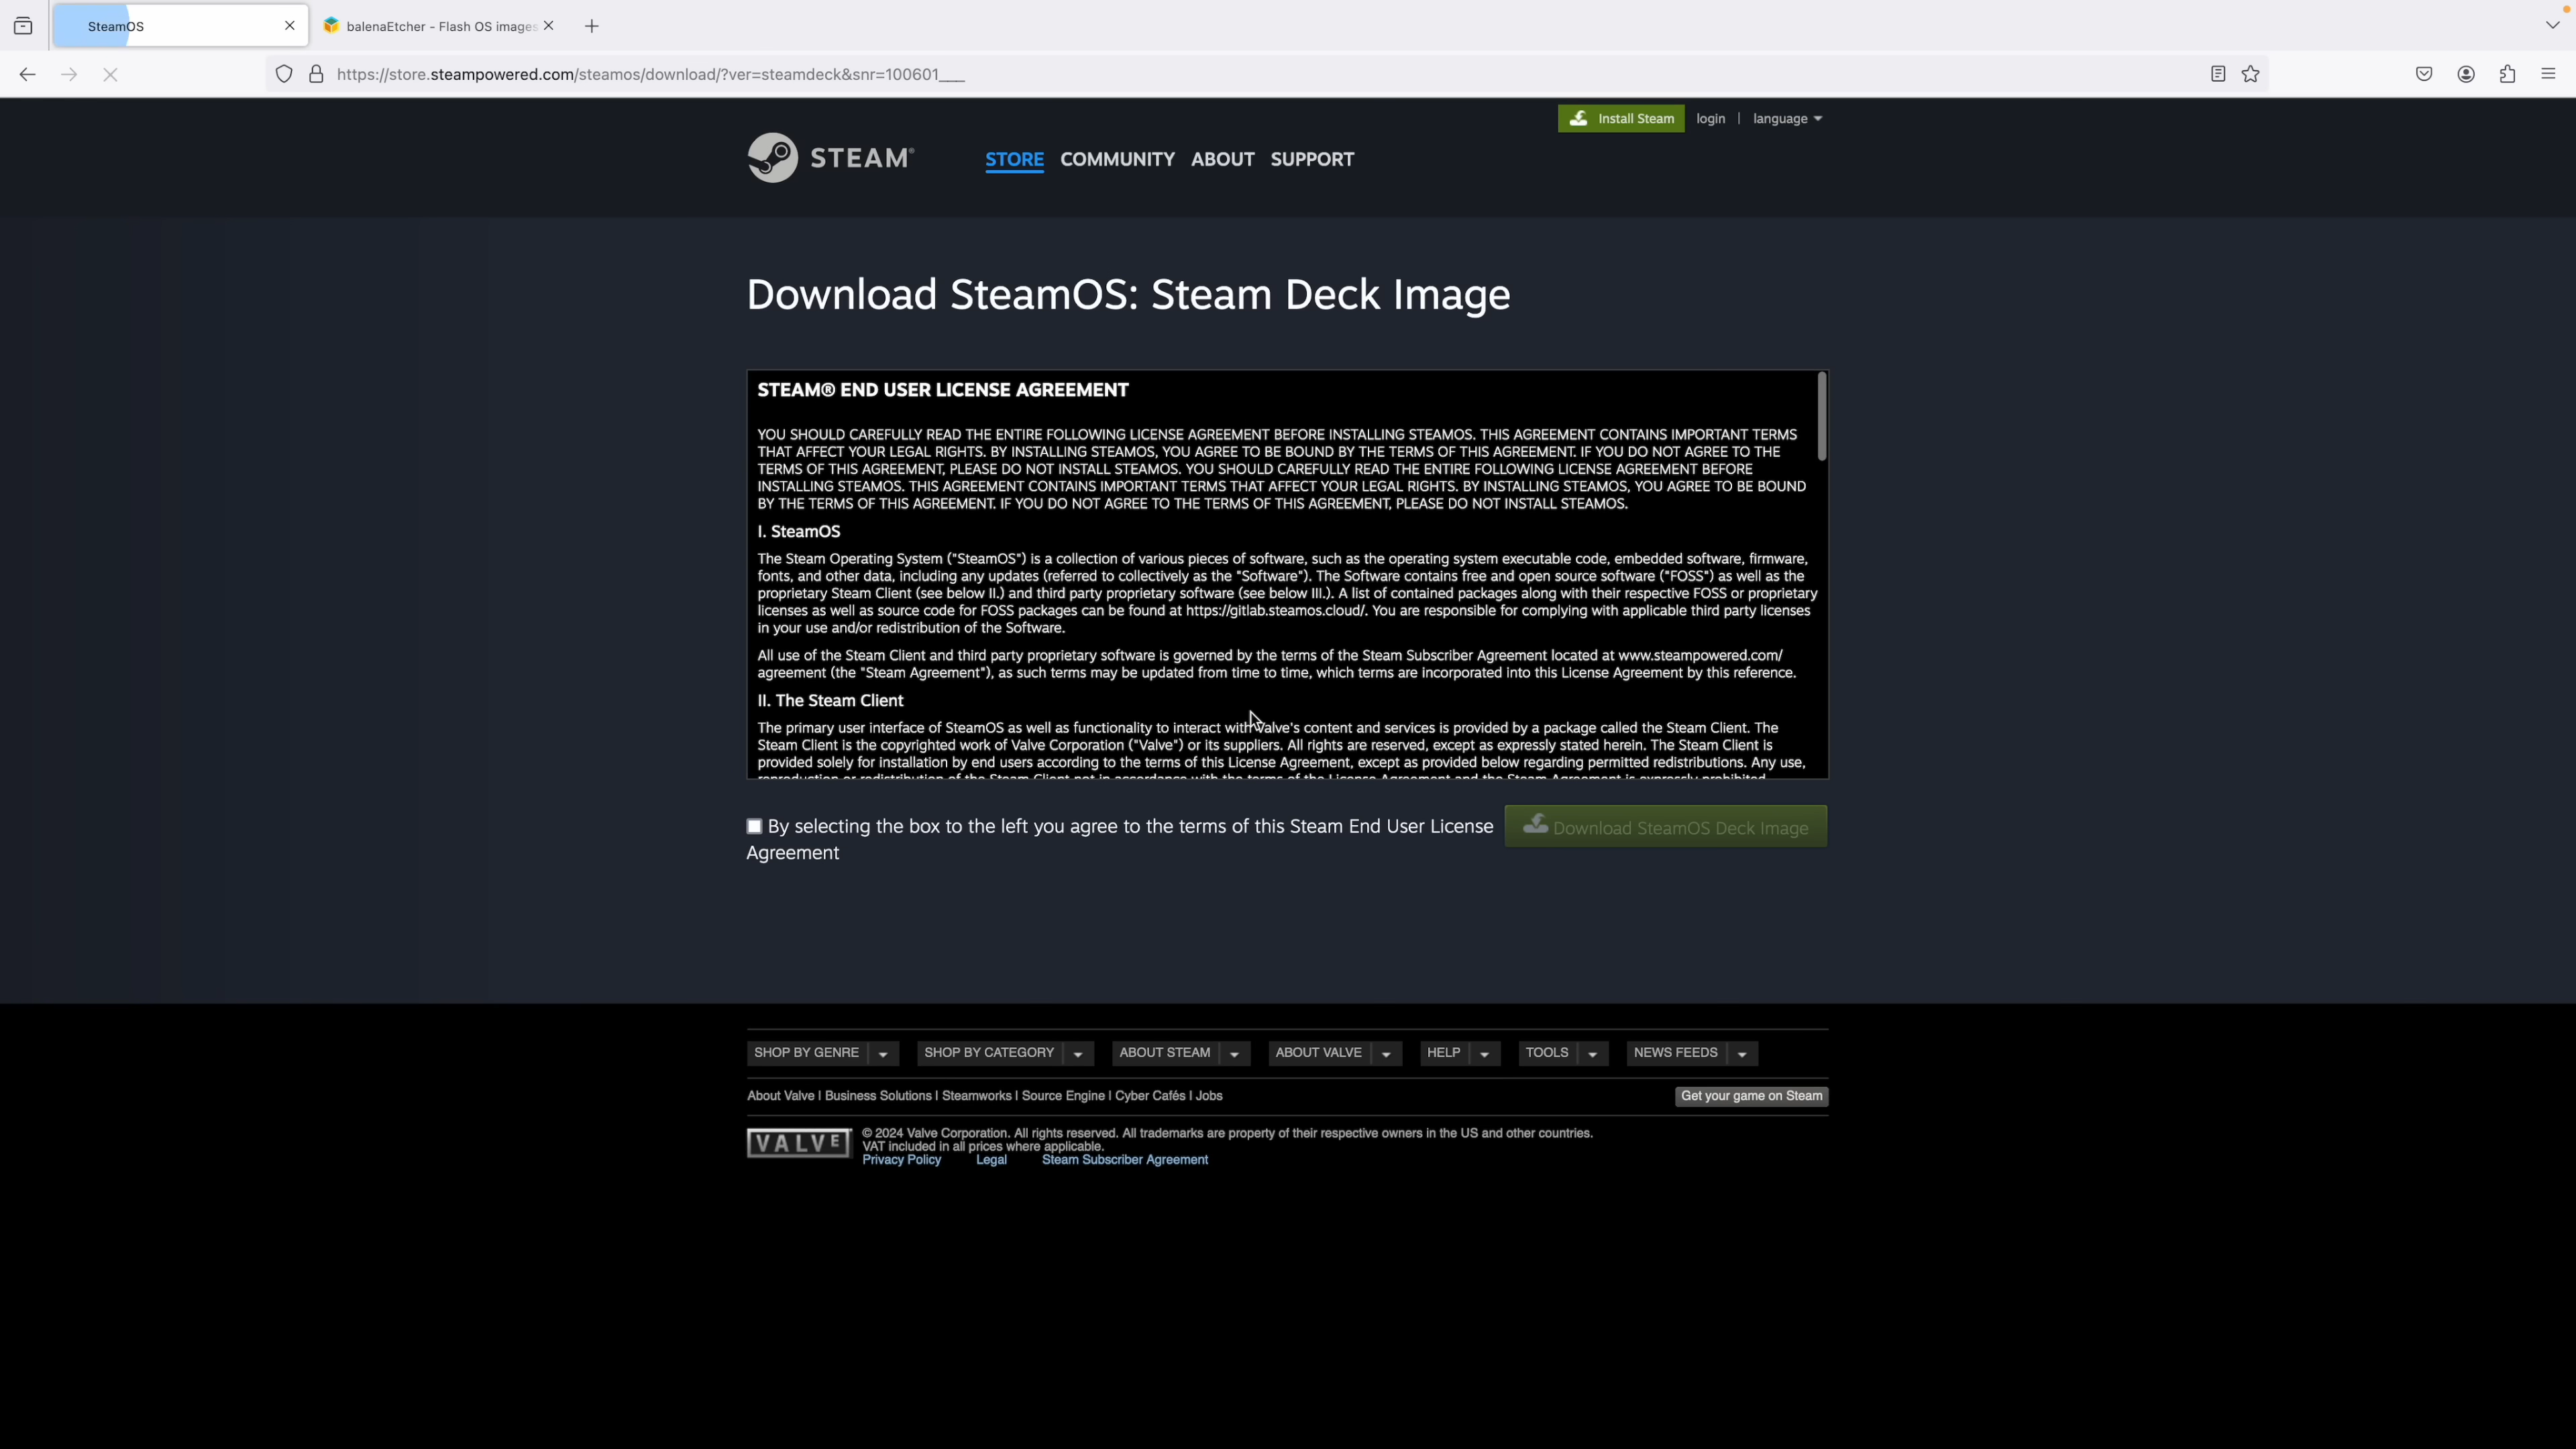 SteamOS
balenaEtcher - Flash OS images
https://store.steampowered.com/steamos/download/?ver=steamdeck&snr=100601___
Install Steam
login | language
STEAM®
STORE COMMUNITY ABOUT SUPPORT
Download SteamOS: Steam Deck Image
STEAM® END USER LICENSE AGREEMENT
YOU SHOULD CAREFULLY READ THE ENTIRE FOLLOWING LICENSE AGREEMENT BEFORE INSTALLING STEAMOS. THIS AGREEMENT CONTAINS IMPORTANT TERMS
THAT AFFECT YOUR LEGAL RIGHTS. BY INSTALLING STEAMOS, YOU AGREE TO BE BOUND BY THE TERMS OF THIS AGREEMENT. IF YOU DO NOT AGREE TO THE
TERMS OF THIS AGREEMENT, PLEASE DO NOT INSTALL STEAMOS. YOU SHOULD CAREFULLY READ THE ENTIRE FOLLOWING LICENSE AGREEMENT BEFORE
INSTALLING STEAMOS. THIS AGREEMENT CONTAINS IMPORTANT TERMS THAT AFFECT YOUR LEGAL RIGHTS. BY INSTALLING STEAMOS, YOU AGREE TO BE BOUND
BY THE TERMS OF THIS AGREEMENT. IF YOU DO NOT AGREE TO THE TERMS OF THIS AGREEMENT, PLEASE DO NOT INSTALL STEAMOS.
I. SteamOS
The Steam Operating System ("SteamOS") is a collection of various pieces of software, such as the operating system executable code, embedded software, firmware,
fonts, and other data, including any updates (referred to collectively as the "Software"). The Software contains free and open source software ("FOSS") as well as the
proprietary Steam Client (see below II.) and third party proprietary software (see below III.). A list of contained packages along with their respective FOSS or proprietary
licenses as well as source code for FOSS packages can be found at https://gitlab.steamos.cloud/. You are responsible for complying with applicable third party licenses
in your use and/or redistribution of the Software.
All use of the Steam Client and third party proprietary software is governed by the terms of the Steam Subscriber Agreement located at www.steampowered.com/
agreement (the "Steam Agreement"), as such terms may be updated from time to time, which terms are incorporated into this License Agreement by this reference.
II. The Steam Client
The primary user interface of SteamOS as well as functionality to interact with Valve's content and services is provided by a package called the Steam Client. The
Steam Client is the copyrighted work of Valve Corporation ("Valve") or its suppliers. All rights are reserved, except as expressly stated herein. The Steam Client is
provided solely for installation by end users according to the terms of this License Agreement, except as provided below regarding permitted redistributions. Any use,
reproduction or redistribution of the Steam Client not in accordance with the terms of the License Agreement and the Steam Agreement is expressly prohibited.
By selecting the box to the left you agree to the terms of this Steam End User License
Agreement
Download SteamOS Deck Image
SHOP BY GENRE SHOP BY CATEGORY ABOUT STEAM ABOUT VALVE HELP TOOLS NEWS FEEDS
About Valve | Business Solutions | Steamworks | Source Engine | Cyber Cafés | Jobs
Get your game on Steam
VALVE
© 2024 Valve Corporation. All rights reserved. All trademarks are property of their respective owners in the US and other countries.
VAT included in all prices where applicable.
Privacy Policy Legal Steam Subscriber Agreement